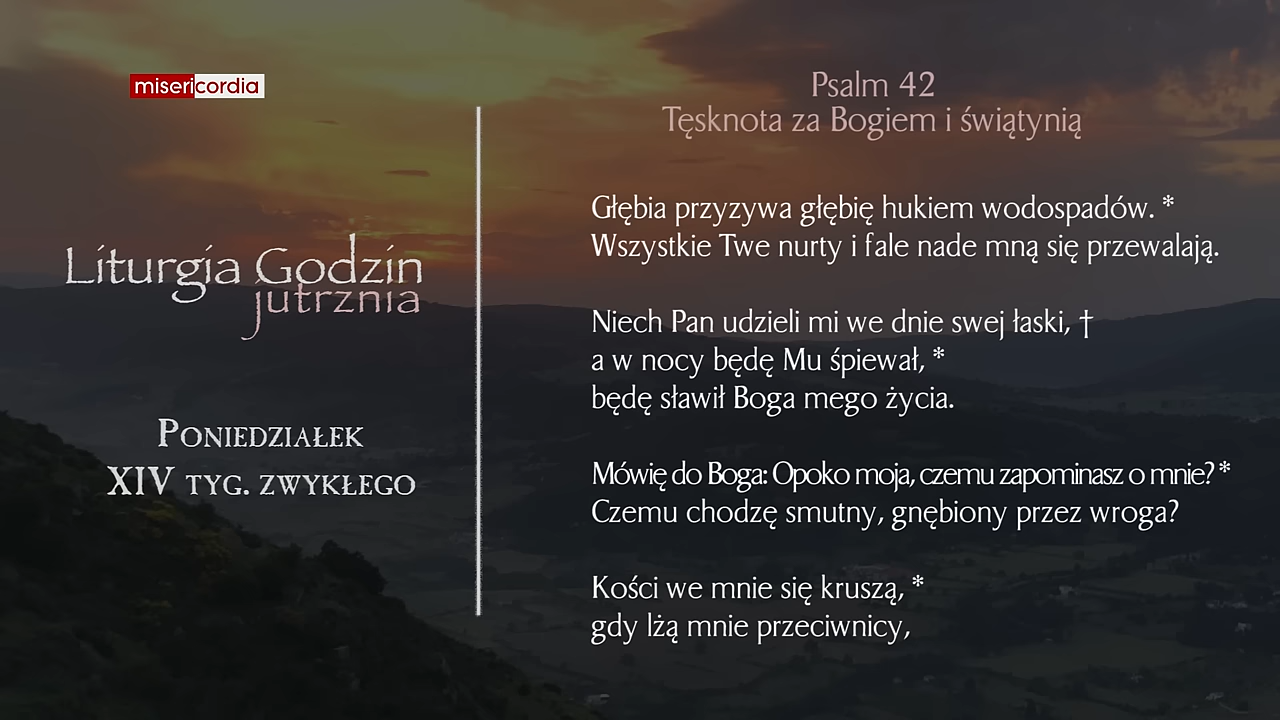 misericordia
Liturgia Godzin
jutrznia
Poniedziałek
XIV tyg. zwykłego
Psalm 42
Tęsknota za Bogiem i świątynią
Głębia przyzywa głębię hukiem wodospadów. *
Wszystkie Twe nurty i fale nade mną się przewalają.
Niech Pan udzieli mi we dnie swej łaski, †
a w nocy będę Mu śpiewał, *
będę sławił Boga mego życia.
Mówię do Boga: Opoko moja, czemu zapominasz o mnie? *
Czemu chodzę smutny, gnębiony przez wroga?
Kości we mnie się kruszą, *
gdy lżą mnie przeciwnicy,